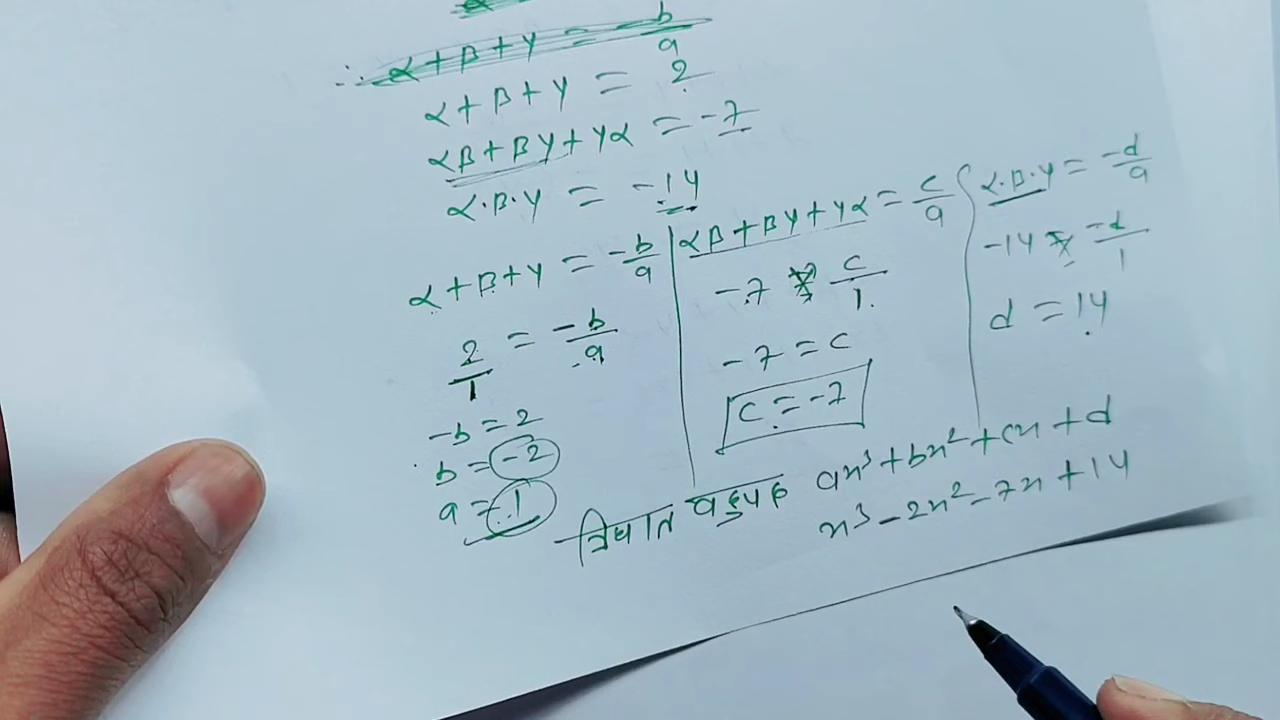 ∴ α + β + γ = -b/a
α + β + γ = 2
αβ + βγ + γα = -7
α.β.γ = -14
α + β + γ = -b/a
2/1 = -b/a
-b = 2
b = -2
a = 1
αβ + βγ + γα = c/a
-7 = c/1
-7 = c
c = -7
α.β.γ = -d/a
-14 = -d/1
d = 14
त्रिघात बहुपद ax³ + bx² + cx + d
x³ - 2x² - 7x + 14